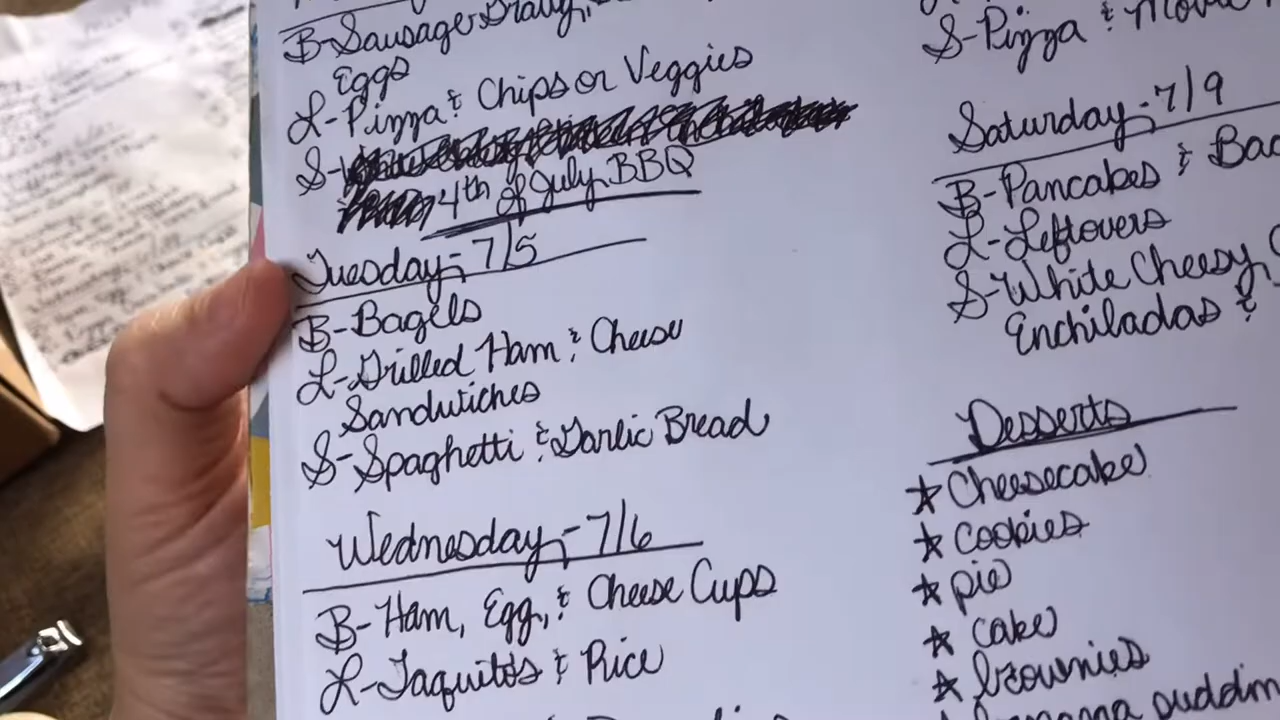 B-Sausage Gravy,
Eggs
L-Pizza & Chips or Veggies
S-
4th of July BBQ
Tuesday- 7/5
B-Bagels
L-Grilled Ham & Cheese
Sandwiches
S-Spaghetti & Garlic Bread
Wednesday- 7/6
B-Ham, Egg, & Cheese Cups
L-Taquitos & Rice
S-Pizza & Movie
Saturday- 7/9
B-Pancakes & Bac
L-Leftovers
S-White Cheesy
Enchiladas &
Desserts
☆ Cheesecake
☆ cookies
☆ pie
☆ cake
☆ brownies
banana puddin